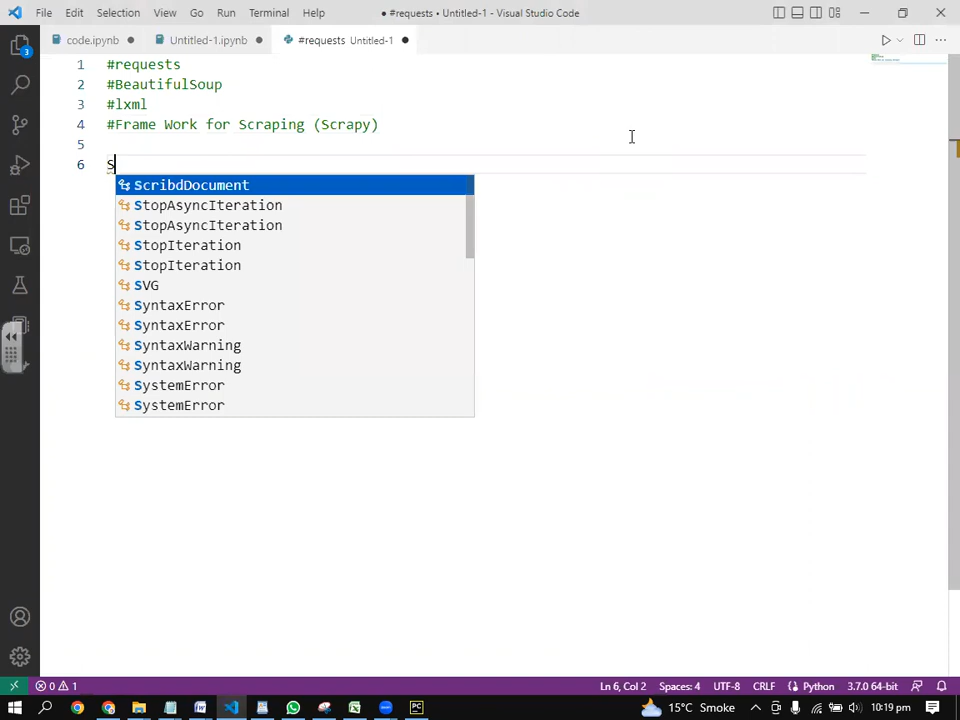 File Edit Selection View Go Run Terminal Help
● #requests • Untitled-1 - Visual Studio Code
code.ipynb ● Untitled-1.ipynb ● #requests Untitled-1 ●
1 #requests
2 #BeautifulSoup
3 #lxml
4 #Frame Work for Scraping (Scrapy)
5
6 S
ScribdDocument
StopAsyncIteration
StopAsyncIteration
StopIteration
StopIteration
SVG
SyntaxError
SyntaxError
SyntaxWarning
SyntaxWarning
SystemError
SystemError
3
0 1 Ln 6, Col 2 Spaces: 4 UTF-8 CRLF Python 3.7.0 64-bit
W X PC 15°C Smoke 10:19 pm